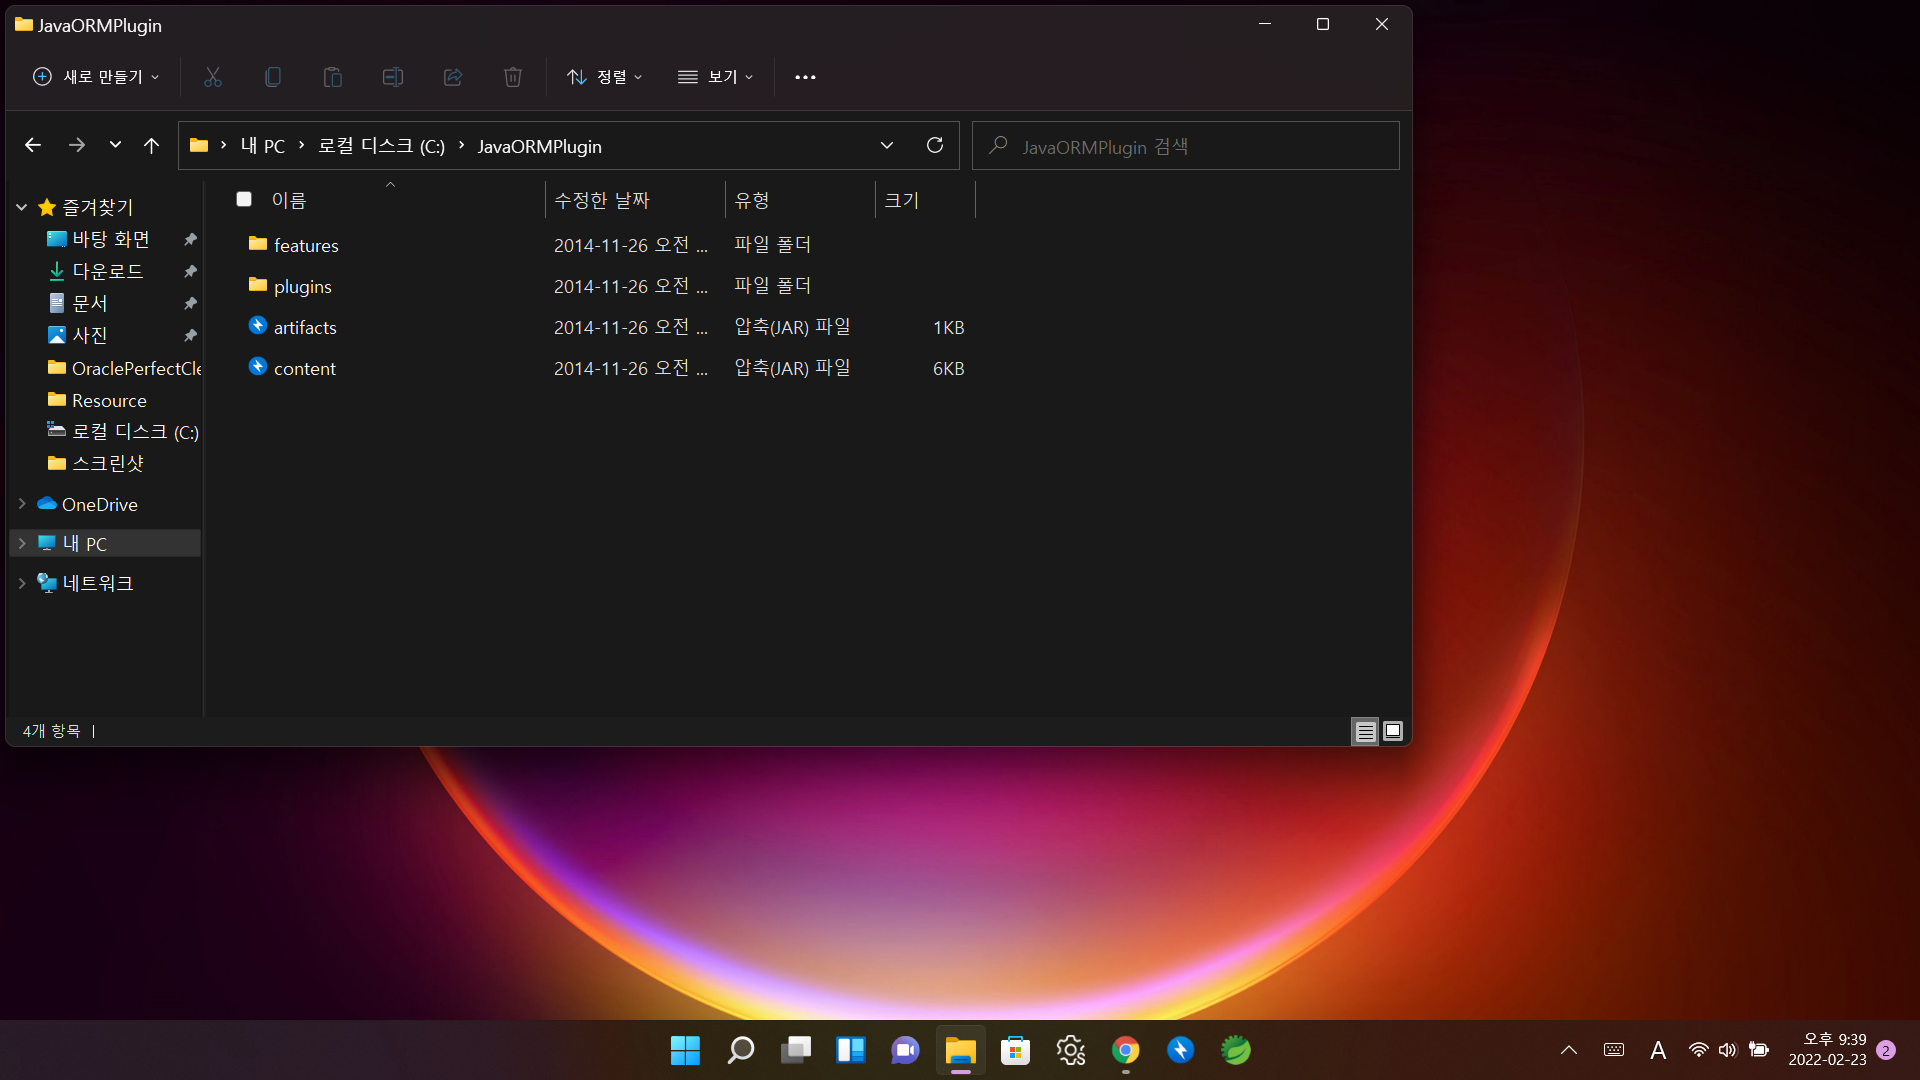 JavaORMPlugin
새로 만들기
정렬
보기
내 PC
로컬 디스크 (C:)
JavaORMPlugin
JavaORMPlugin 검색
이름
수정한 날짜
유형
크기
features 2014-11-26 오전 ... 파일 폴더
plugins 2014-11-26 오전 ... 파일 폴더
artifacts 2014-11-26 오전 ... 압축(JAR) 파일 1KB
content 2014-11-26 오전 ... 압축(JAR) 파일 6KB
즐겨찾기
바탕 화면
다운로드
문서
사진
OraclePerfectCle
Resource
로컬 디스크 (C:)
스크린샷
OneDrive
내 PC
네트워크
4개 항목
A
오후 9:39
2022-02-23
2